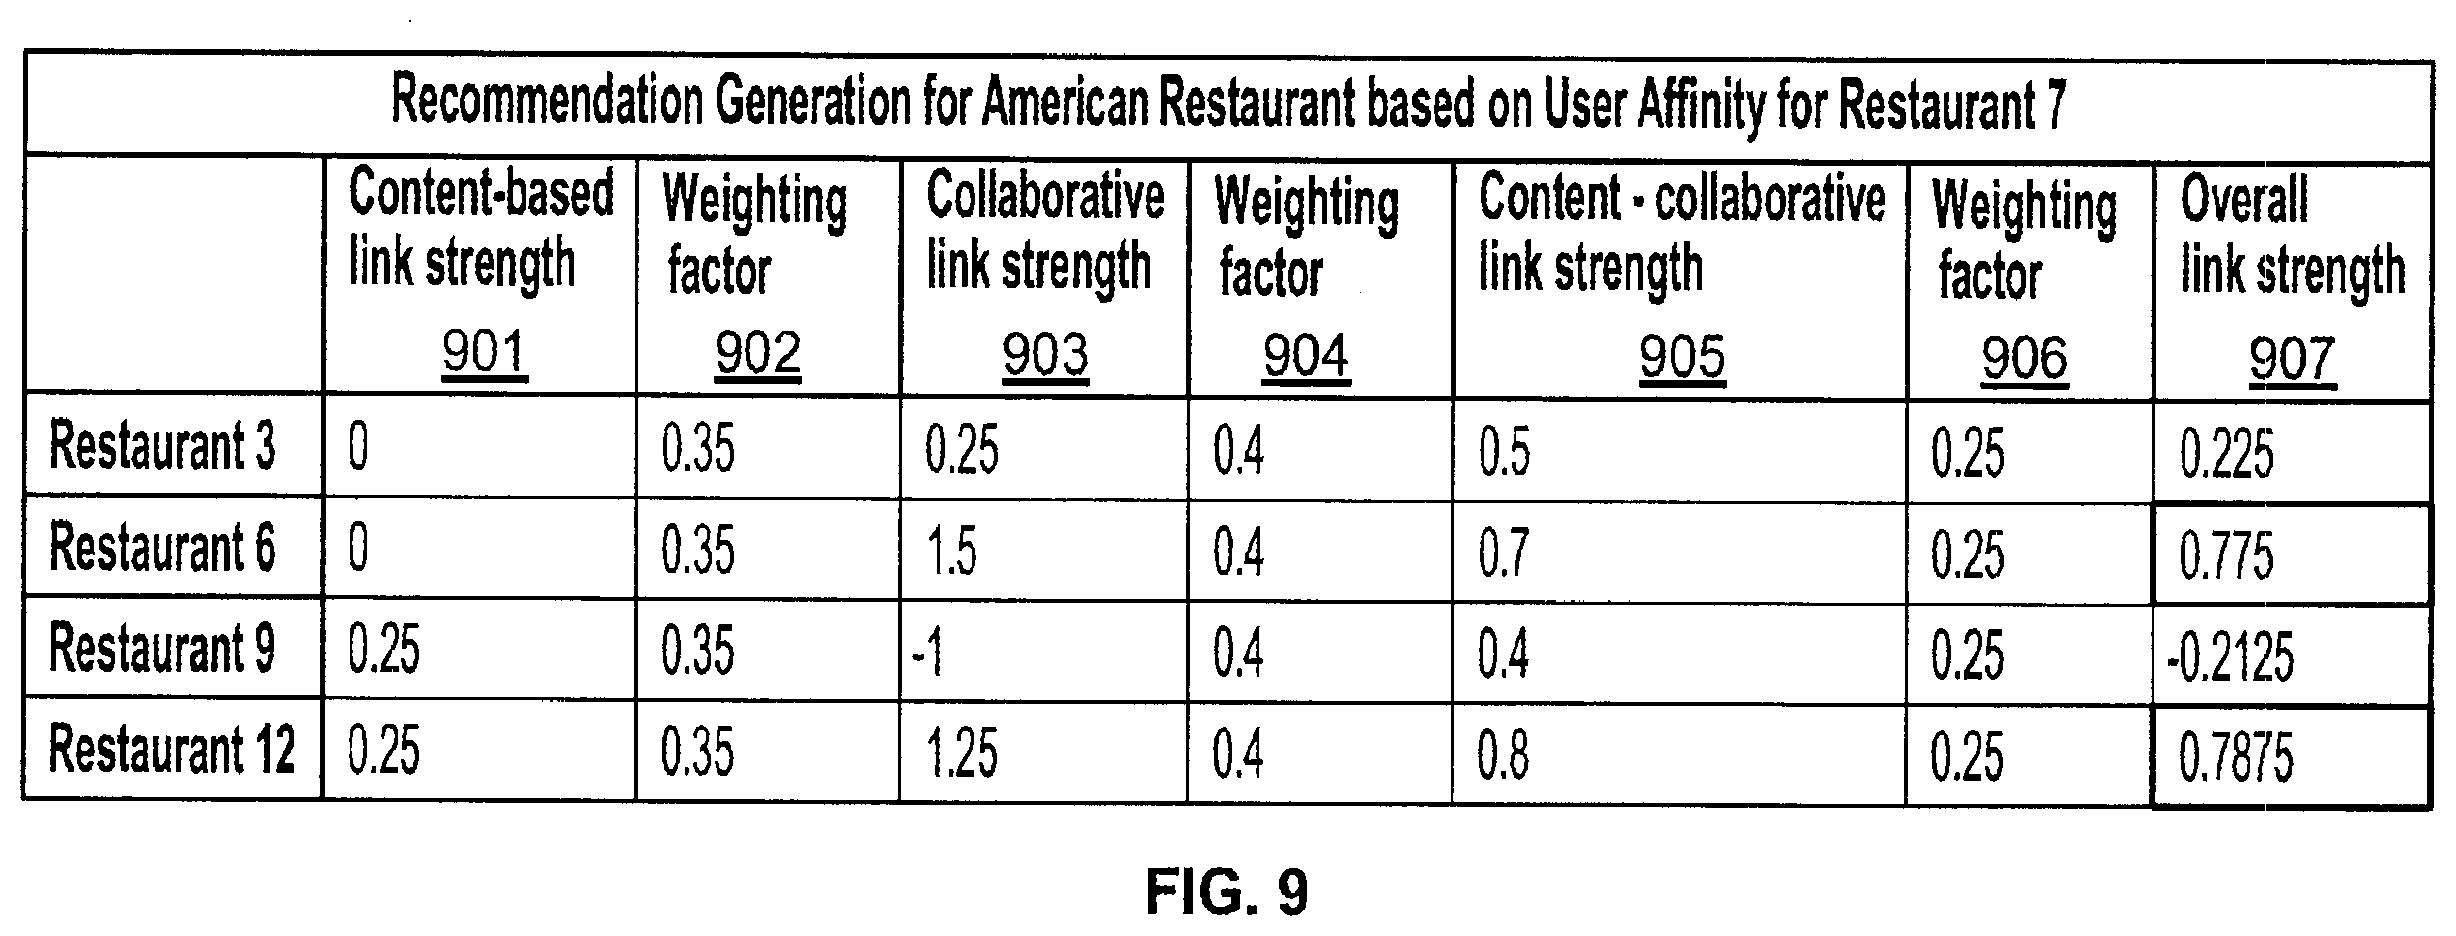 Recommendation Generation for American Restaurant based on User Affinity for Restaurant 7
Content-based link strength 901 Weighting factor 902 Collaborative link strength 903 Weighting factor 904 Content - collaborative link strength 905 Weighting factor 906 Overall link strength 907
Restaurant 3 0 0.35 0.25 0.4 0.5 0.25 0.225
Restaurant 6 0 0.35 1.5 0.4 0.7 0.25 0.775
Restaurant 9 0.25 0.35 -1 0.4 0.4 0.25 -0.2125
Restaurant 12 0.25 0.35 1.25 0.4 0.8 0.25 0.7875
FIG. 9